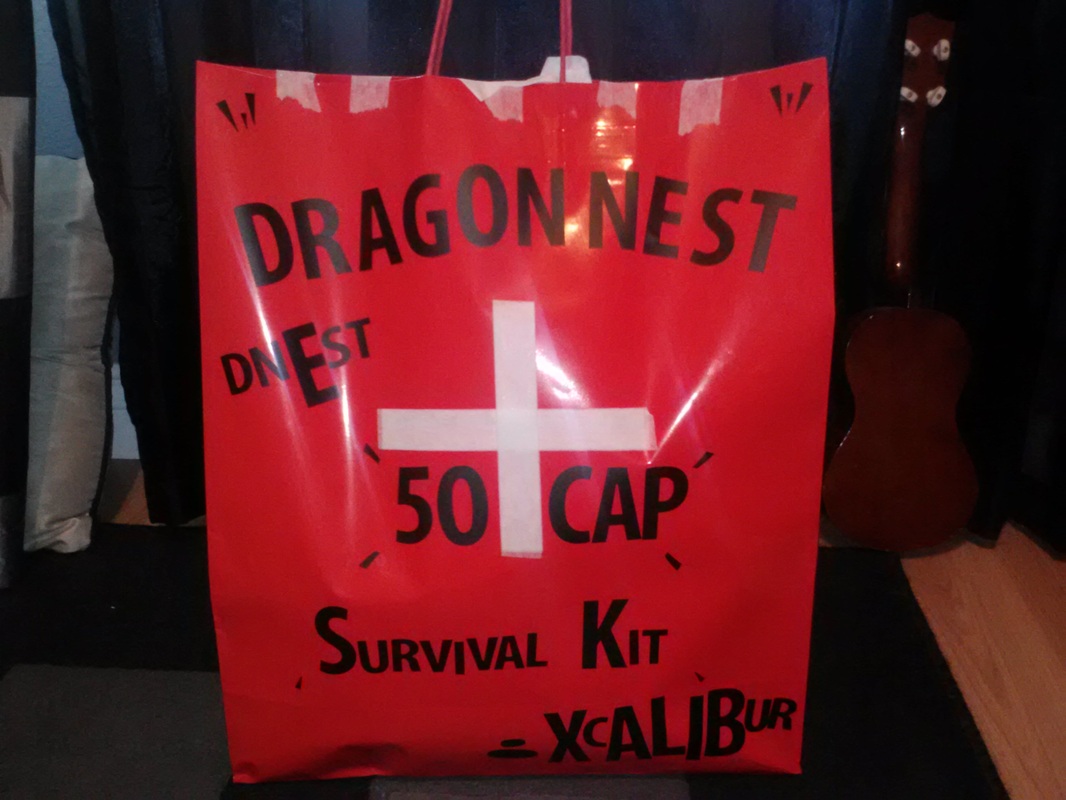 DRAGON NEST
DNEST
50 CAP
SURVIVAL KIT
- XCALIBUR